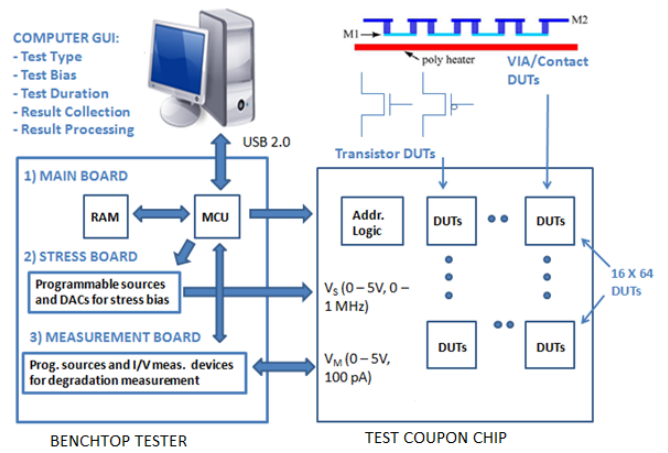 COMPUTER GUI:
- Test Type
- Test Bias
- Test Duration
- Result Collection
- Result Processing
M1
M2
poly heater
VIA/Contact
DUTs
USB 2.0
Transistor DUTs
1) MAIN BOARD
RAM
MCU
Addr.
Logic
DUTs
DUTs
2) STRESS BOARD
Programmable sources
and DACs for stress bias
VS (0 – 5V, 0 –
1 MHz)
16 X 64
DUTs
3) MEASUREMENT BOARD
Prog. sources and I/V meas. devices
for degradation measurement
VM (0 – 5V,
100 pA)
DUTs
DUTs
BENCHTOP TESTER
TEST COUPON CHIP